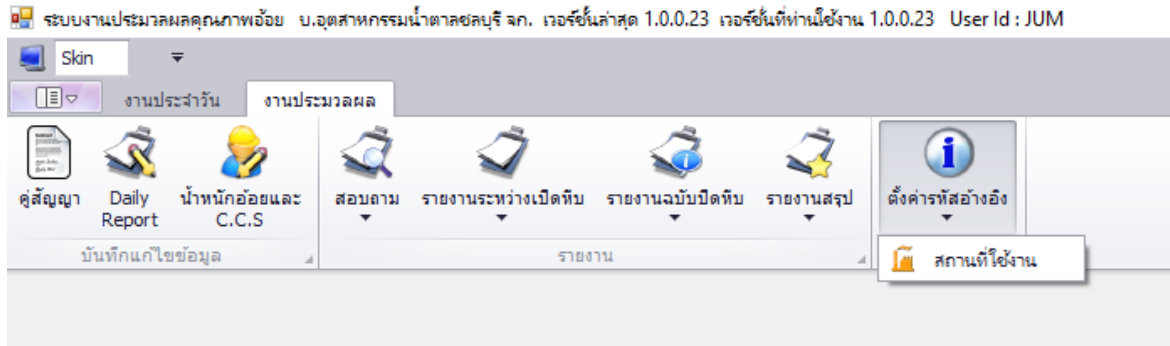 ระบบงานประมวลผลคุณภาพอ้อย บ.อุตสาหกรรมน้ำตาลชลบุรี จก. เวอร์ชั่นล่าสุด 1.0.0.23 เวอร์ชั่นที่ท่านใช้งาน 1.0.0.23 User Id : JUM
Skin
งานประจำวัน งานประมวลผล
คู่สัญญา Daily Report น้ำหนักอ้อยและ C.C.S สอบถาม รายงานระหว่างเปิดหีบ รายงานฉบับปิดหีบ รายงานสรุป ตั้งค่ารหัสอ้างอิง
บันทึกแก้ไขข้อมูล รายงาน
สถานที่ใช้งาน